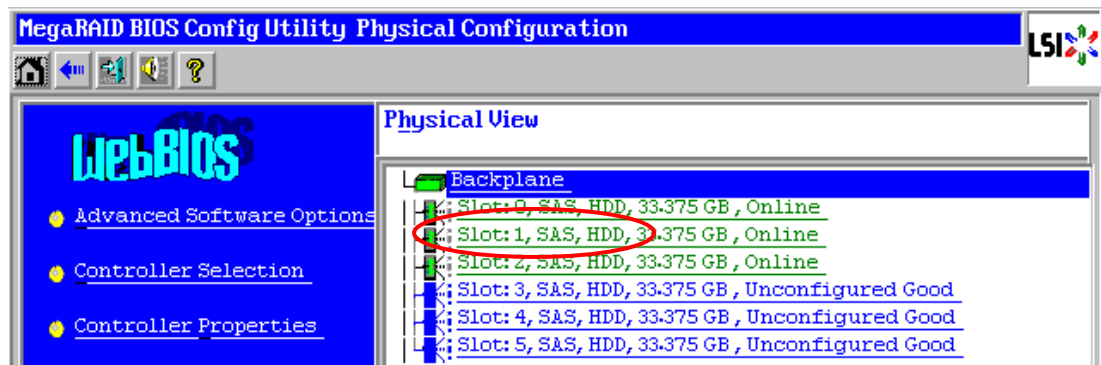 MegaRAID BIOS Config Utility Physical Configuration
LSI
?
WebBIOS
Advanced Software Options
Controller Selection
Controller Properties
Physical View
Backplane
Slot: 0, SAS, HDD, 33.375 GB, Online
Slot: 1, SAS, HDD, 33.375 GB, Online
Slot: 2, SAS, HDD, 33.375 GB, Online
Slot: 3, SAS, HDD, 33.375 GB, Unconfigured Good
Slot: 4, SAS, HDD, 33.375 GB, Unconfigured Good
Slot: 5, SAS, HDD, 33.375 GB, Unconfigured Good